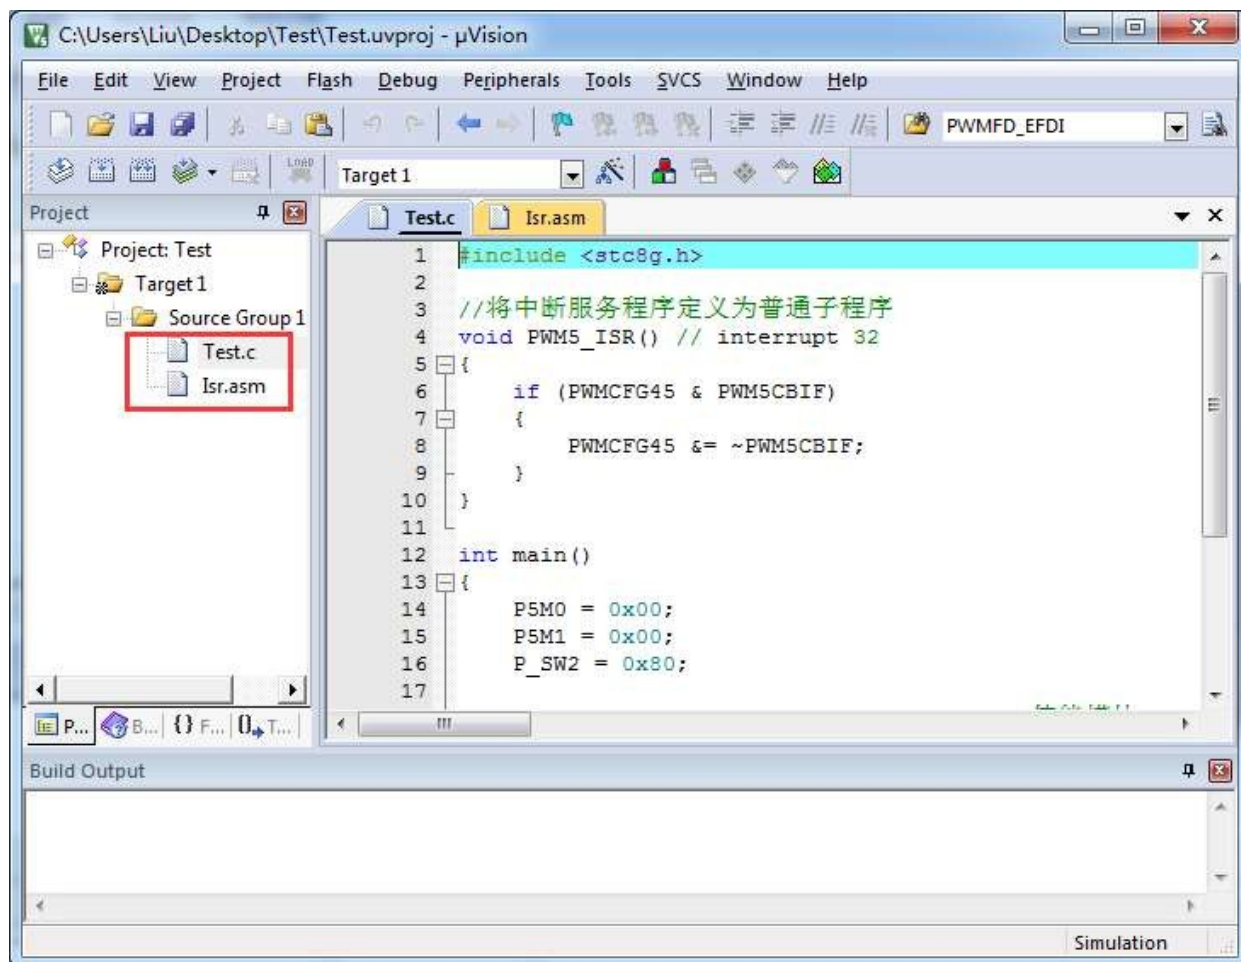 C:\Users\Liu\Desktop\Test\Test.uvproj - µVision
File Edit View Project Flash Debug Peripherals Tools SVCS Window Help
PWMFD_EFDI
LOAD Target 1
Project
Test.c Isr.asm
Project: Test
Target 1
Source Group 1
Test.c
Isr.asm
1 #include <stc8g.h>
2
3 //将中断服务程序定义为普通子程序
4 void PWM5_ISR() // interrupt 32
5 {
6 if (PWMCFG45 & PWM5CBIF)
7 {
8 PWMCFG45 &= ~PWM5CBIF;
9 }
10 }
11
12 int main()
13 {
14 P5M0 = 0x00;
15 P5M1 = 0x00;
16 P_SW2 = 0x80;
17
P... B... {} F... 0 T...
Build Output
Simulation